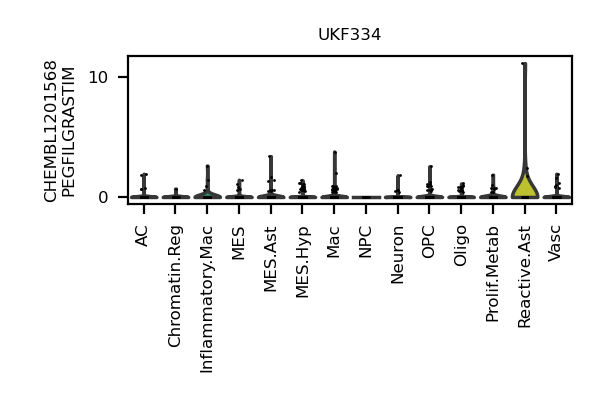 UKF334
CHEMBL1201568
PEGFILGRASTIM
10
0
AC
Chromatin.Reg
Inflammatory.Mac
MES
MES.Ast
MES.Hyp
Mac
NPC
Neuron
OPC
Oligo
Prolif.Metab
Reactive.Ast
Vasc